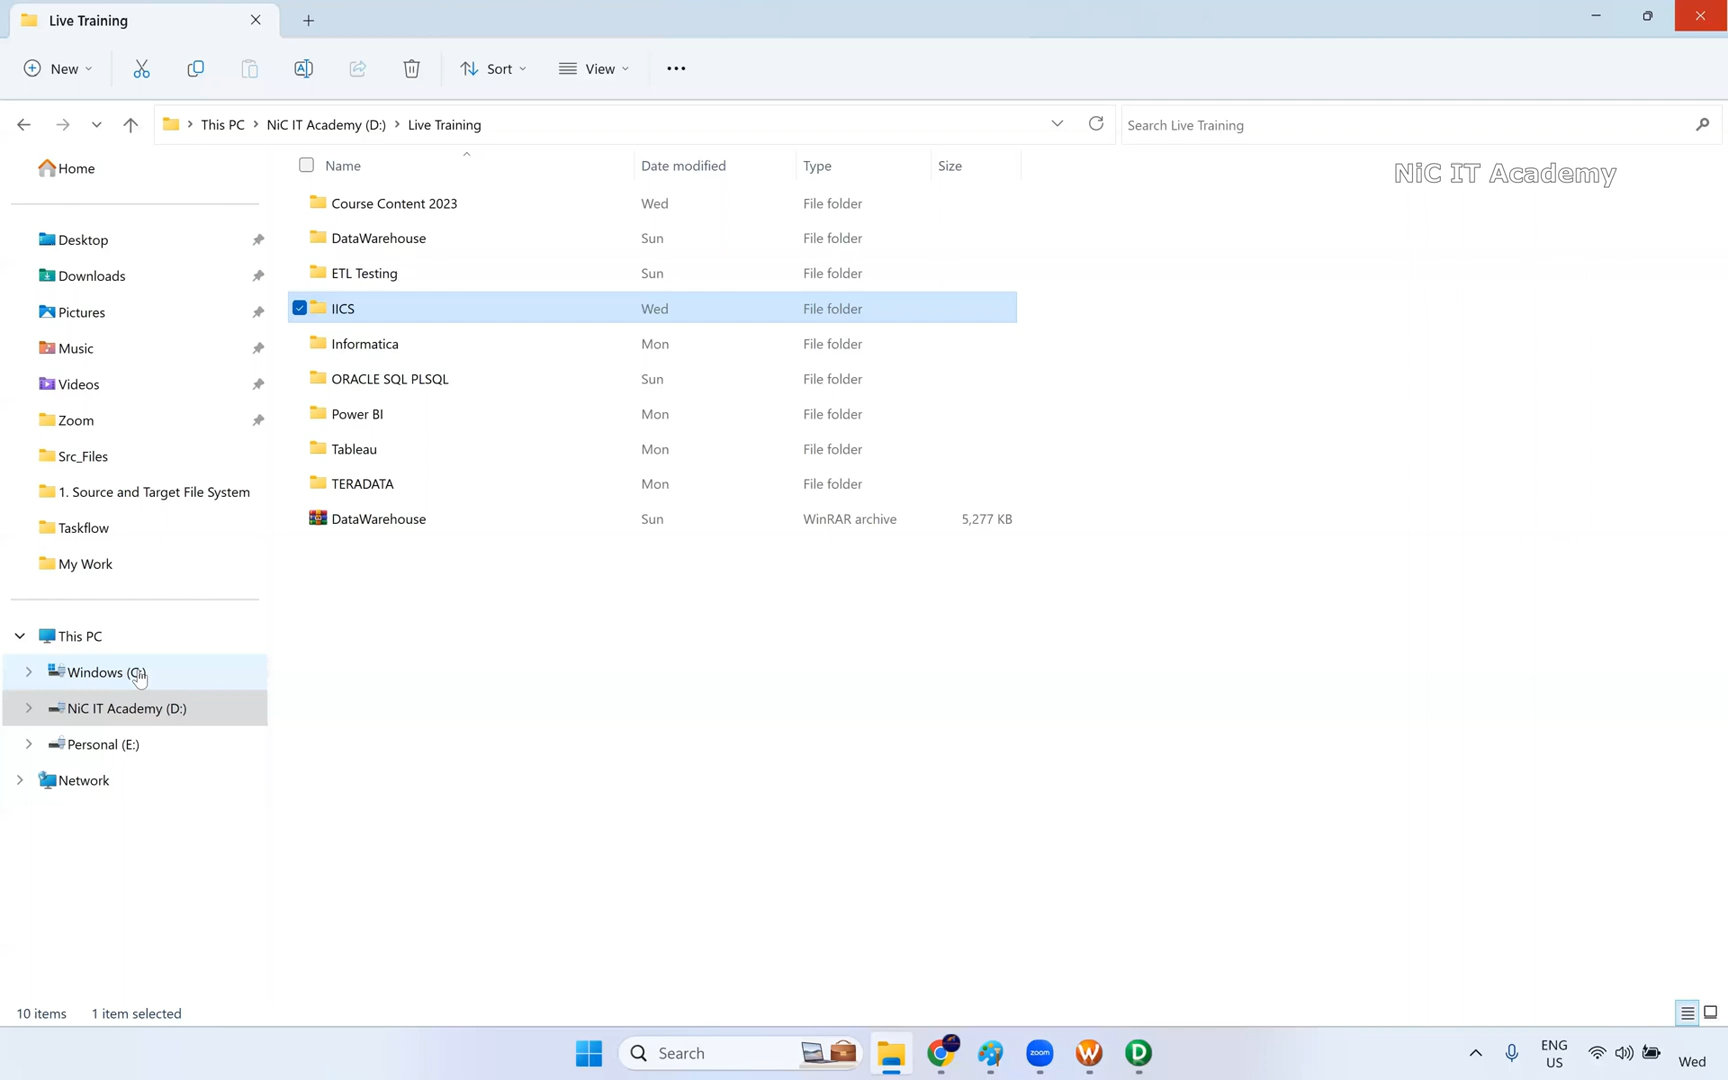 Live Training
New
Sort
View
This PC
NiC IT Academy (D:)
Live Training
Search Live Training
Home
Desktop
Downloads
Pictures
Music
Videos
Zoom
Src_Files
1. Source and Target File System
Taskflow
My Work
This PC
Windows (C:)
NiC IT Academy (D:)
Personal (E:)
Network
Name Date modified Type Size
NiC IT Academy
Course Content 2023 Wed File folder
DataWarehouse Sun File folder
ETL Testing Sun File folder
IICS Wed File folder
Informatica Mon File folder
ORACLE SQL PLSQL Sun File folder
Power BI Mon File folder
Tableau Mon File folder
TERADATA Mon File folder
DataWarehouse Sun WinRAR archive 5,277 KB
10 items 1 item selected
Search
zoom
W
D
ENG
US
Wed